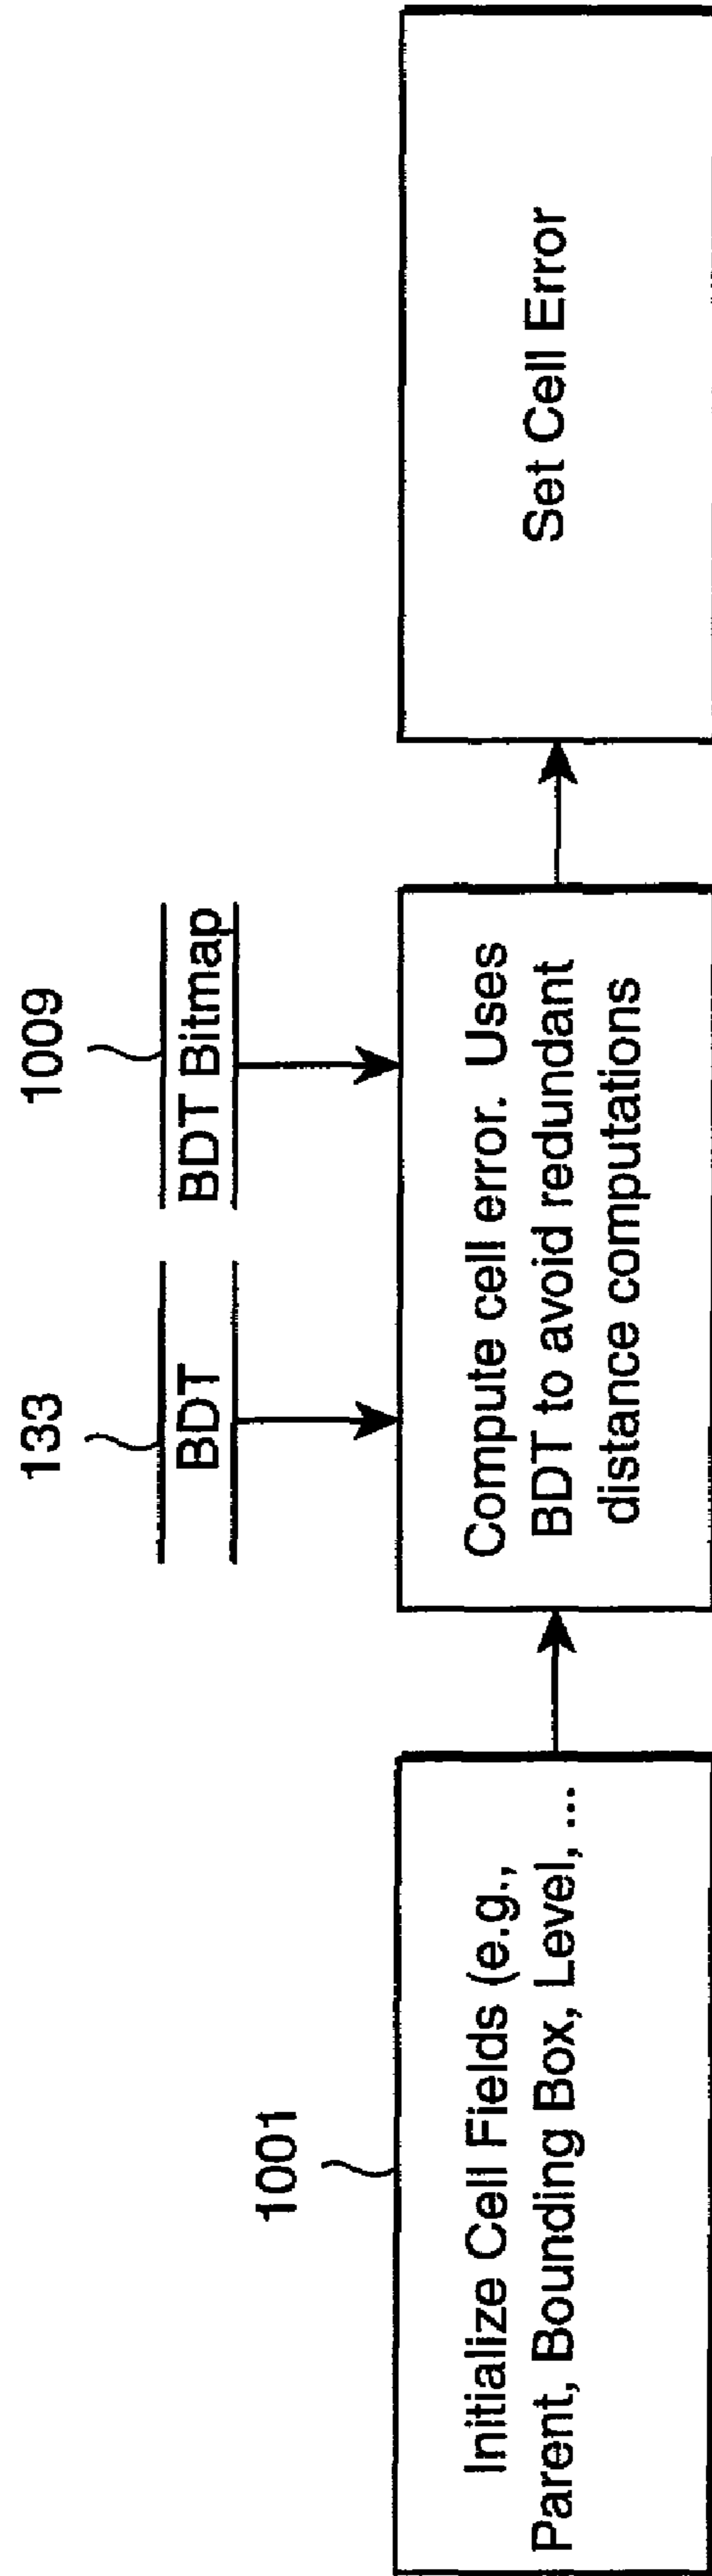 133
1009
BDT
BDT Bitmap
1001
Initialize Cell Fields (e.g.,
Parent, Bounding Box, Level, ...
Compute cell error. Uses
BDT to avoid redundant
distance computations
Set Cell Error